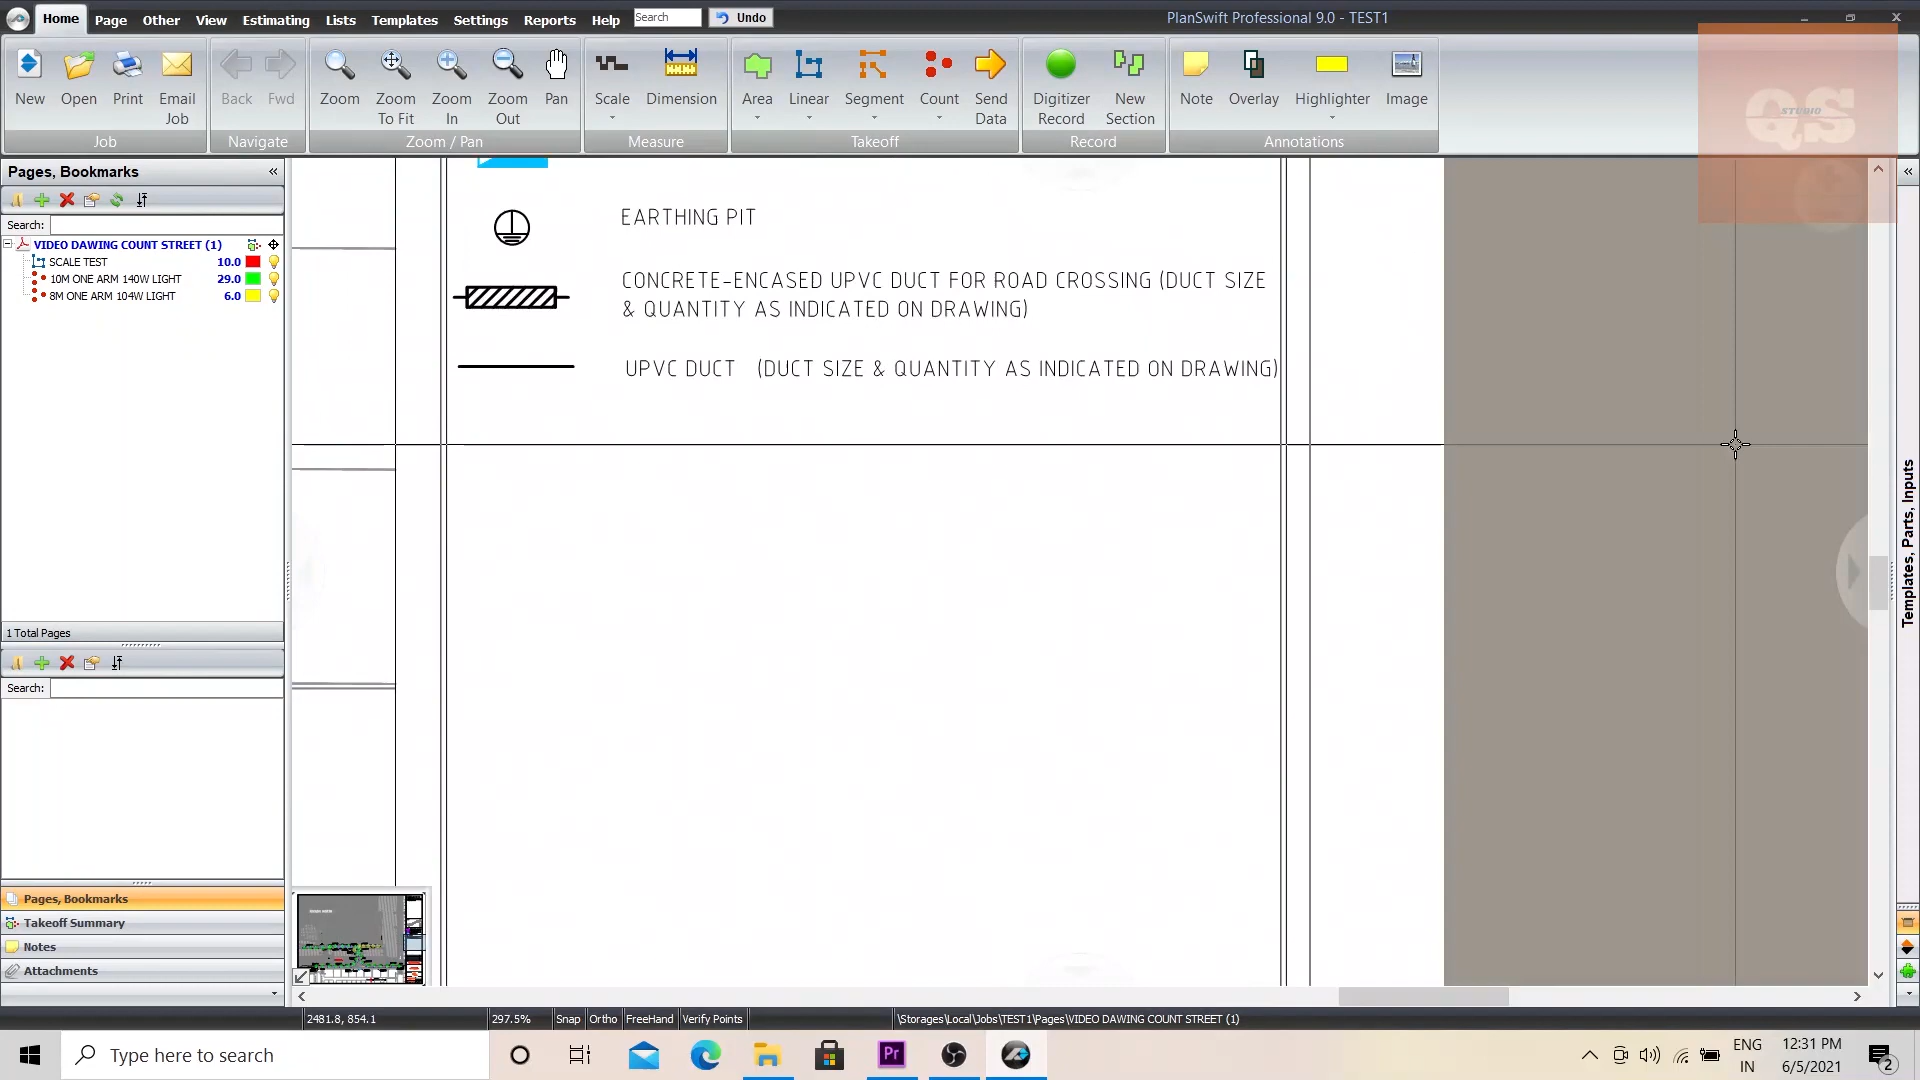 Home Page Other View Estimating Lists Templates Settings Reports Help Search Undo
PlanSwift Professional 9.0 - TEST1
New Open Print Email Job
Back Fwd
Zoom Zoom To Fit Zoom In Zoom Out Pan
Scale Dimension
Area Linear Segment Count Send Data
Digitizer Record New Section
Note Overlay Highlighter Image
Job Navigate Zoom / Pan Measure Takeoff Record Annotations
QS STUDIO
Pages, Bookmarks
Search:
VIDEO DAWING COUNT STREET (1)
SCALE TEST 10.0
10M ONE ARM 140W LIGHT 29.0
8M ONE ARM 104W LIGHT 6.0
1 Total Pages
Search:
Pages, Bookmarks
Takeoff Summary
Notes
Attachments
EARTHING PIT
CONCRETE-ENCASED UPVC DUCT FOR ROAD CROSSING (DUCT SIZE
& QUANTITY AS INDICATED ON DRAWING)
UPVC DUCT (DUCT SIZE & QUANTITY AS INDICATED ON DRAWING)
Templates, Parts, Inputs
2481.8, 854.1 297.5% Snap Ortho FreeHand Verify Points \Storages\Local\Jobs\TEST1\Pages\VIDEO DAWING COUNT STREET (1)
Type here to search
Pr
ENG
IN
12:31 PM
6/5/2021
2